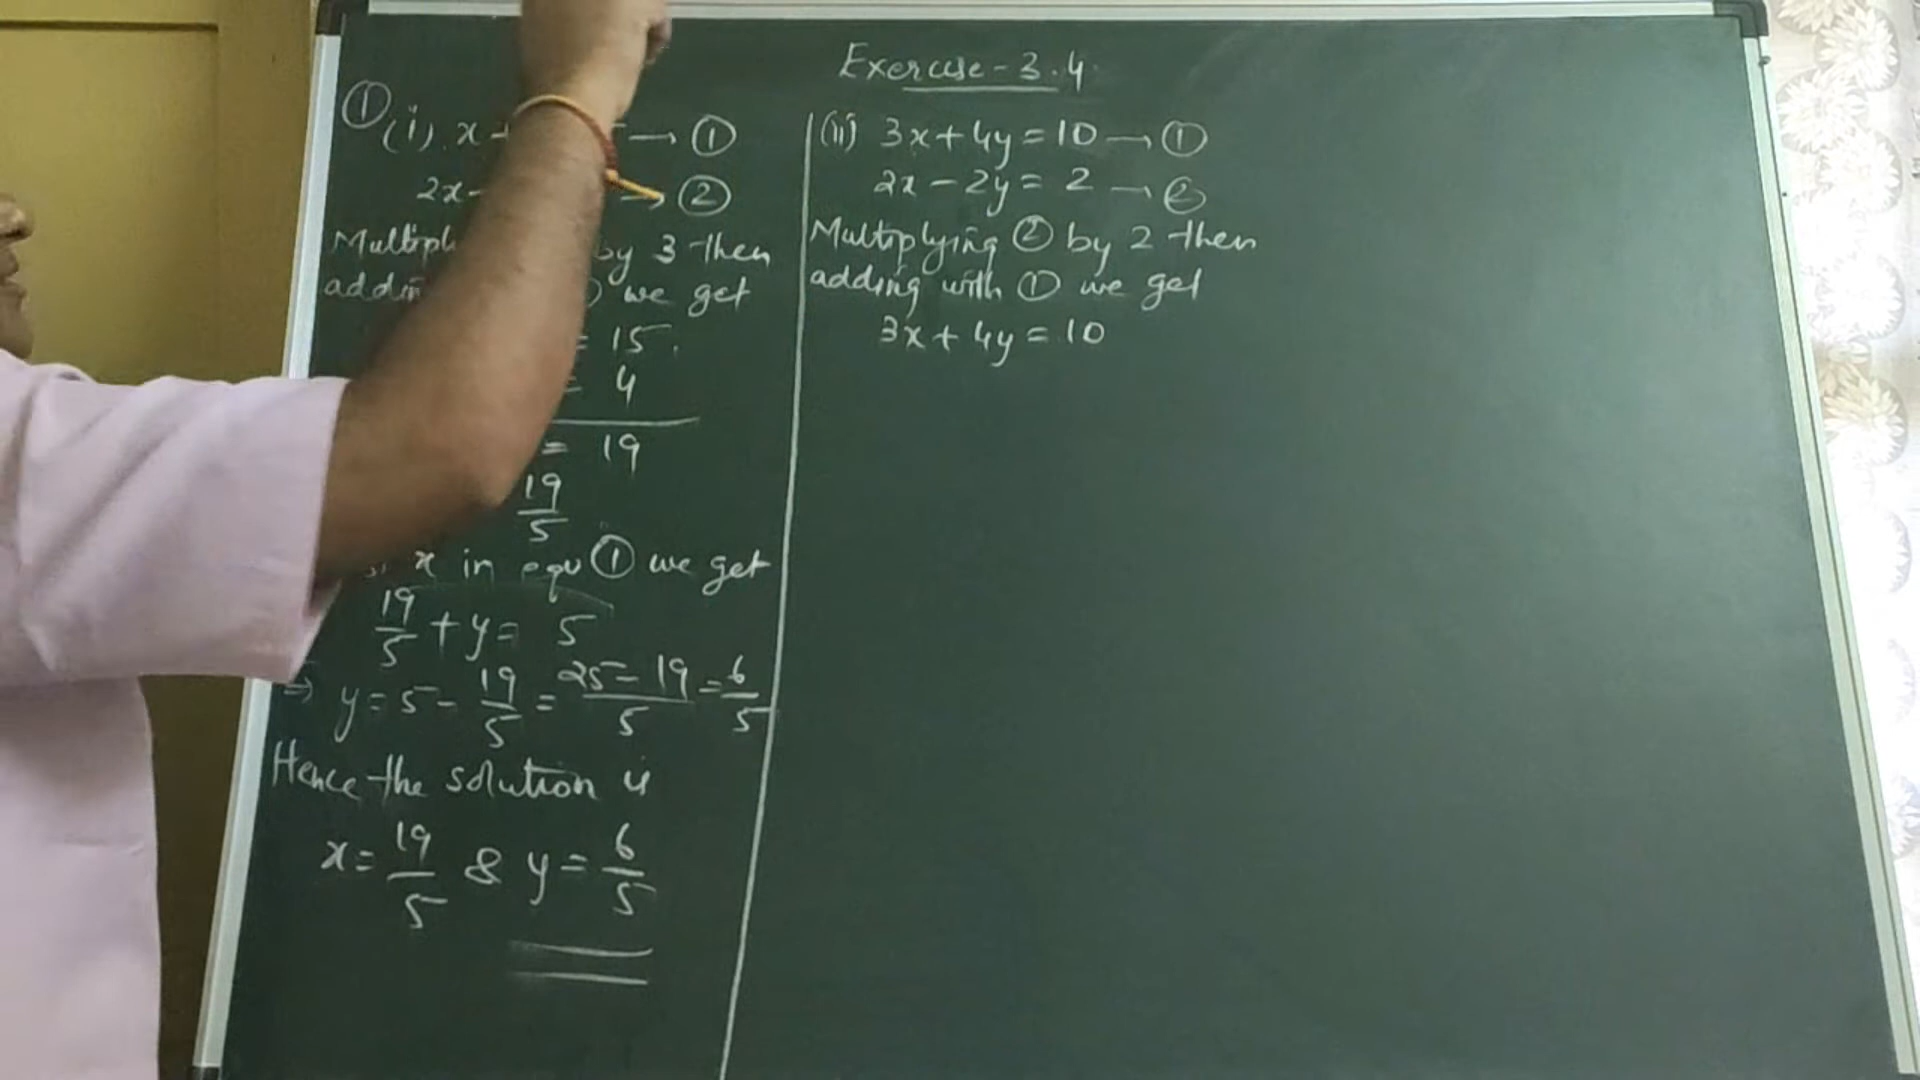 Exercise - 3.4
① (i) x → ①
2x- → ②
by 3 then
we get
= 15
= 4
= 19
19/5
x in equ ① we get
19/5 + y = 5
⇒ y = 5 - 19/5 = 25-19/5 = 6/5
Hence the solution is
x = 19/5 & y = 6/5
(ii) 3x + 4y = 10 → ①
2x - 2y = 2 → ②
Multiplying ② by 2 then
adding with ① we get
3x + 4y = 10